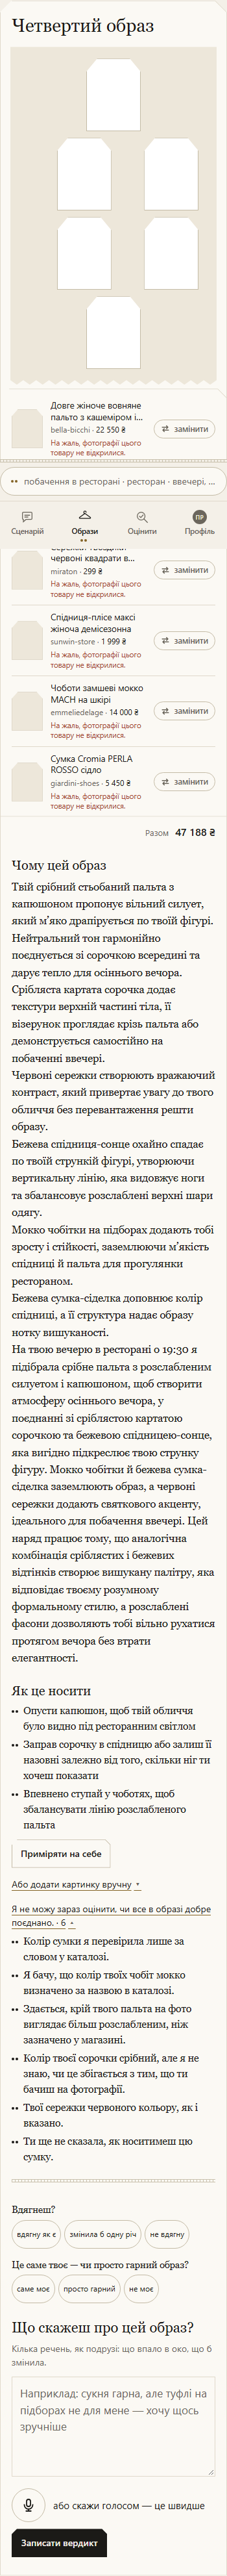 Четвертий образ
Довге жіноче вовняне
пальто з кашеміром і...
bella-bicchi · 22 550 ₴
На жаль, фотографії цього
товару не відкрилися.
замінити
побачення в ресторані · ресторан · ввечері, ...
Сценарій
Образи
Оцінити
ПР
Профіль
червоні квадрати в...
miraton · 299 ₴
На жаль, фотографії цього
товару не відкрилися.
замінити
Спідниця-плісе максі
жіноча демісезонна
sunwin-store · 1 999 ₴
На жаль, фотографії цього
товару не відкрилися.
замінити
Чоботи замшеві мокко
MACH на шкірі
emmeliedelage · 14 000 ₴
На жаль, фотографії цього
товару не відкрилися.
замінити
Сумка Cromia PERLA
ROSSO сідло
giardini-shoes · 5 450 ₴
На жаль, фотографії цього
товару не відкрилися.
замінити
Разом 47 188 ₴
Чому цей образ
Твій срібний стьобаний пальта з
капюшоном пропонує вільний силует,
який м’яко драпірується по твоїй фігурі.
Нейтральний тон гармонійно
поєднується зі сорочкою всередині та
дарує тепло для осіннього вечора.
Срібляста картата сорочка додає
текстури верхній частині тіла, її
візерунок проглядає крізь пальта або
демонструється самостійно на
побаченні ввечері.
Червоні сережки створюють вражаючий
контраст, який привертає увагу до твого
обличчя без перевантаження решти
образу.
Бежева спідниця-сонце охайно спадає
по твоїй стрункій фігурі, утворюючи
вертикальну лінію, яка видовжує ноги
та збалансовує розслаблені верхні шари
одягу.
Мокко чобітки на підборах додають тобі
зросту і стійкості, заземлюючи м’якість
спідниці й пальта для прогулянки
рестораном.
Бежева сумка-сіделка доповнює колір
спідниці, а її структура надає образу
нотку вишуканості.
На твою вечерю в ресторані о 19:30 я
підібрала срібне пальта з розслабленим
силуетом і капюшоном, щоб створити
атмосферу осіннього вечора, у
поєднанні зі сріблястою картатою
сорочкою та бежевою спідницею-сонце,
яка вигідно підкреслює твою струнку
фігуру. Мокко чобітки й бежева сумка-
сіделка заземлюють образ, а червоні
сережки додають святкового акценту,
ідеального для побачення ввечері. Цей
наряд працює тому, що аналогічна
комбінація сріблястих і бежевих
відтінків створює вишукану палітру, яка
відповідає твоєму розумному
формальному стилю, а розслаблені
фасони дозволяють тобі вільно рухатися
протягом вечора без втрати
елегантності.
Як це носити
Опусти капюшон, щоб твій обличчя
було видно під ресторанним світлом
Заправ сорочку в спідницю або залиш її
назовні залежно від того, скільки ніг ти
хочеш показати
Впевнено ступай у чоботях, щоб
збалансувати лінію розслабленого
пальта
Приміряти на себе
Або додати картинку вручну
Я не можу зараз оцінити, чи все в образі добре
поєднано. · 6
Колір сумки я перевірила лише за
словом у каталозі.
Я бачу, що колір твоїх чобіт мокко
визначено за назвою в каталозі.
Здається, крій твого пальта на фото
виглядає більш розслабленим, ніж
зазначено у магазині.
Колір твоєї сорочки срібний, але я не
знаю, чи це збігається з тим, що ти
бачиш на фотографії.
Твої сережки червоного кольору, як і
вказано.
Ти ще не сказала, як носитимеш цю
сумку.
Вдягнеш?
вдягну як є
змінила б одну річ
не вдягну
Це саме твоє — чи просто гарний образ?
саме моє
просто гарний
не моє
Що скажеш про цей образ?
Кілька речень, як подрузі: що впало в око, що б
змінила.
Наприклад: сукня гарна, але туфлі на
підборах не для мене — хочу щось
зручніше
або скажи голосом — це швидше
Записати вердикт